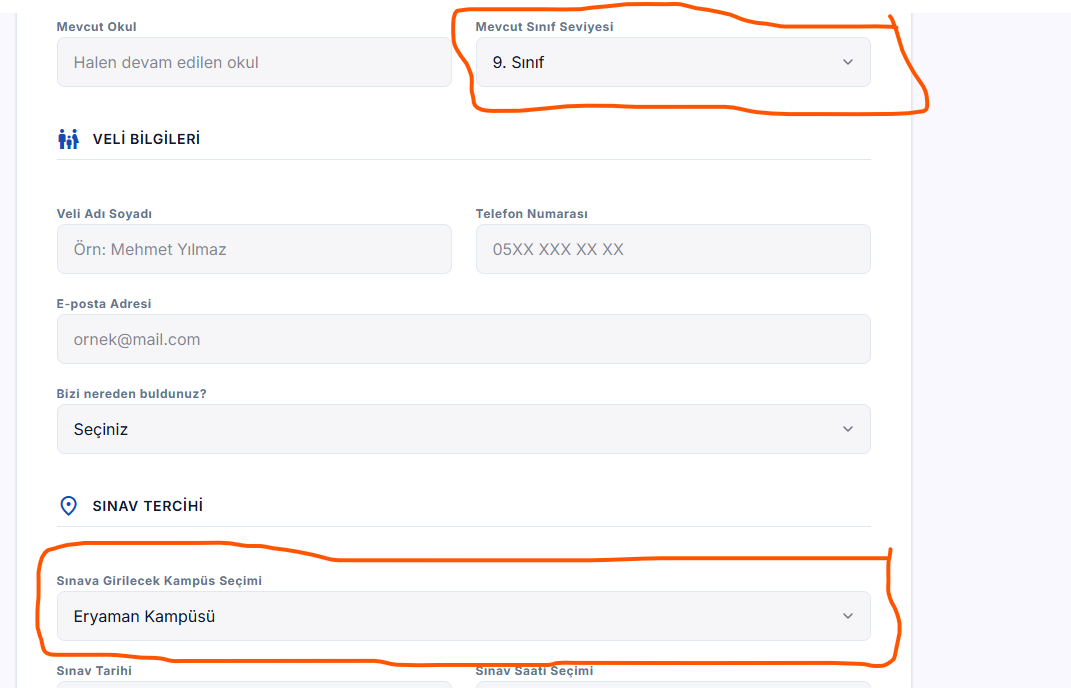 Mevcut Okul
Mevcut Sınıf Seviyesi
Halen devam edilen okul
9. Sınıf
VELİ BİLGİLERİ
Veli Adı Soyadı
Telefon Numarası
Örn: Mehmet Yılmaz
05XX XXX XX XX
E-posta Adresi
ornek@mail.com
Bizi nereden buldunuz?
Seçiniz
SINAV TERCİHİ
Sınava Girilecek Kampüs Seçimi
Eryaman Kampüsü
Sınav Tarihi
Sınav Saati Seçimi